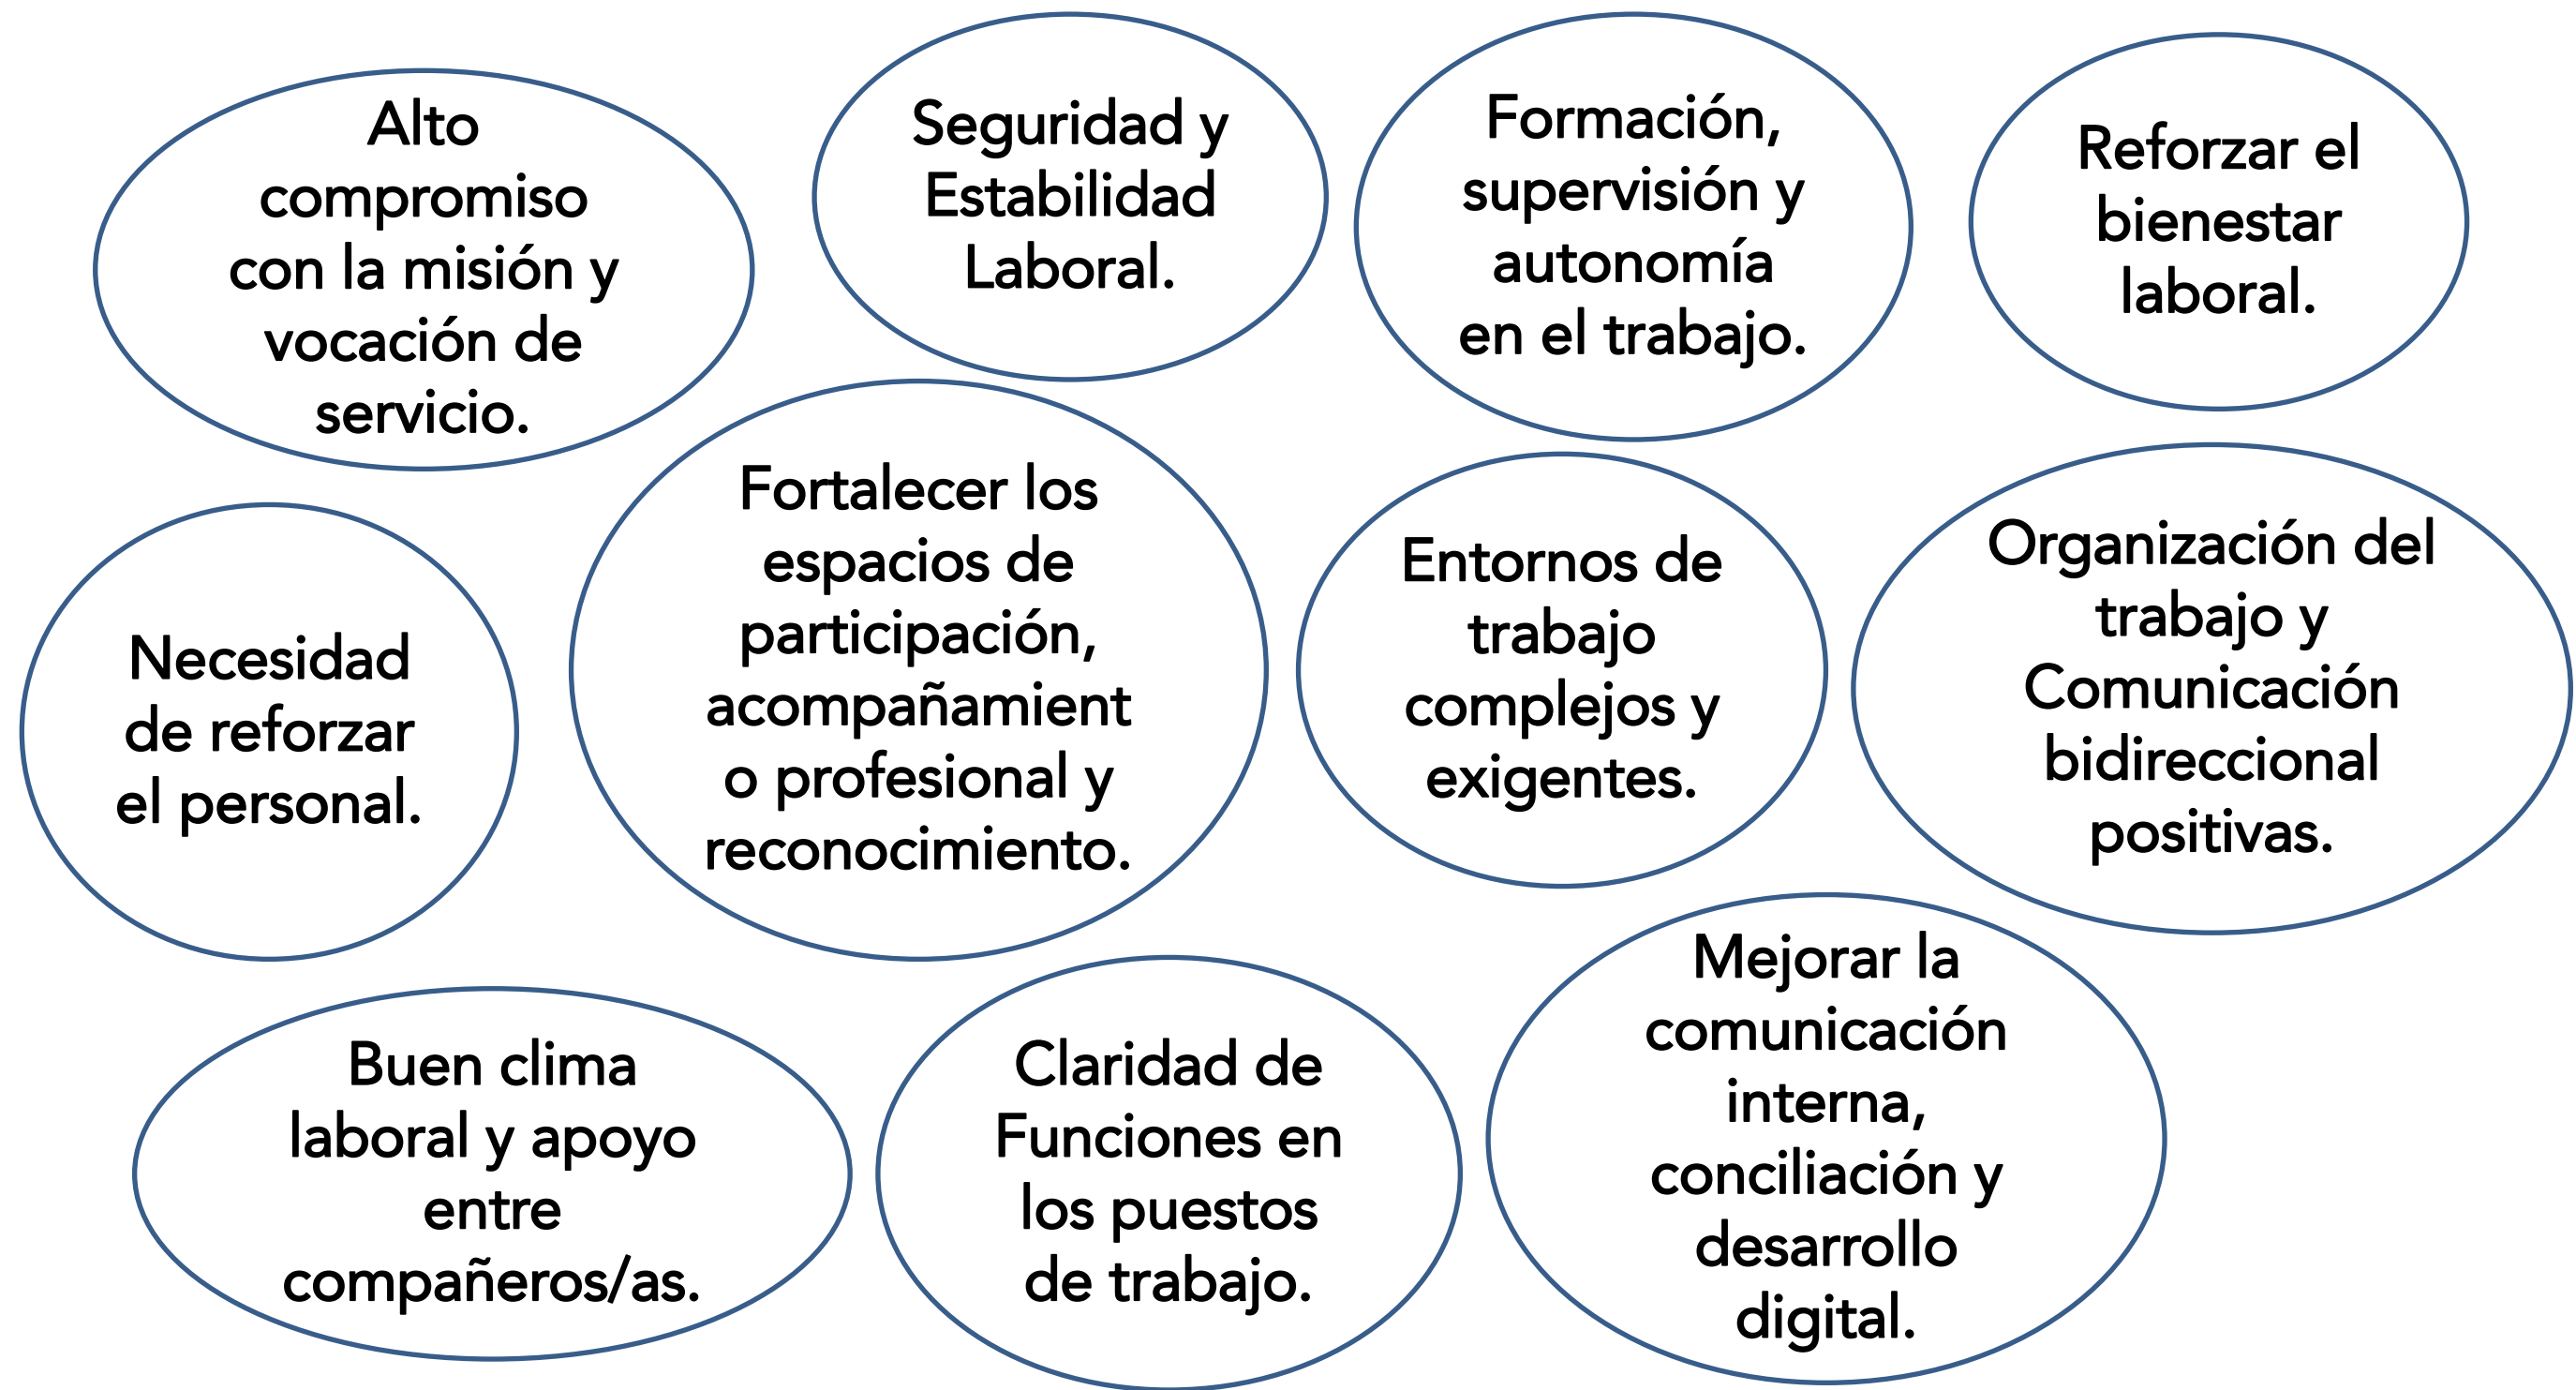 Alto
compromiso
con la misión y
vocación de
servicio.
Seguridad y
Estabilidad
Laboral.
Formación,
supervisión y
autonomía
en el trabajo.
Reforzar el
bienestar
laboral.
Necesidad
de reforzar
el personal.
Fortalecer los
espacios de
participación,
acompañamient
o profesional y
reconocimiento.
Entornos de
trabajo
complejos y
exigentes.
Organización del
trabajo y
Comunicación
bidireccional
positivas.
Buen clima
laboral y apoyo
entre
compañeros/as.
Claridad de
Funciones en
los puestos
de trabajo.
Mejorar la
comunicación
interna,
conciliación y
desarrollo
digital.